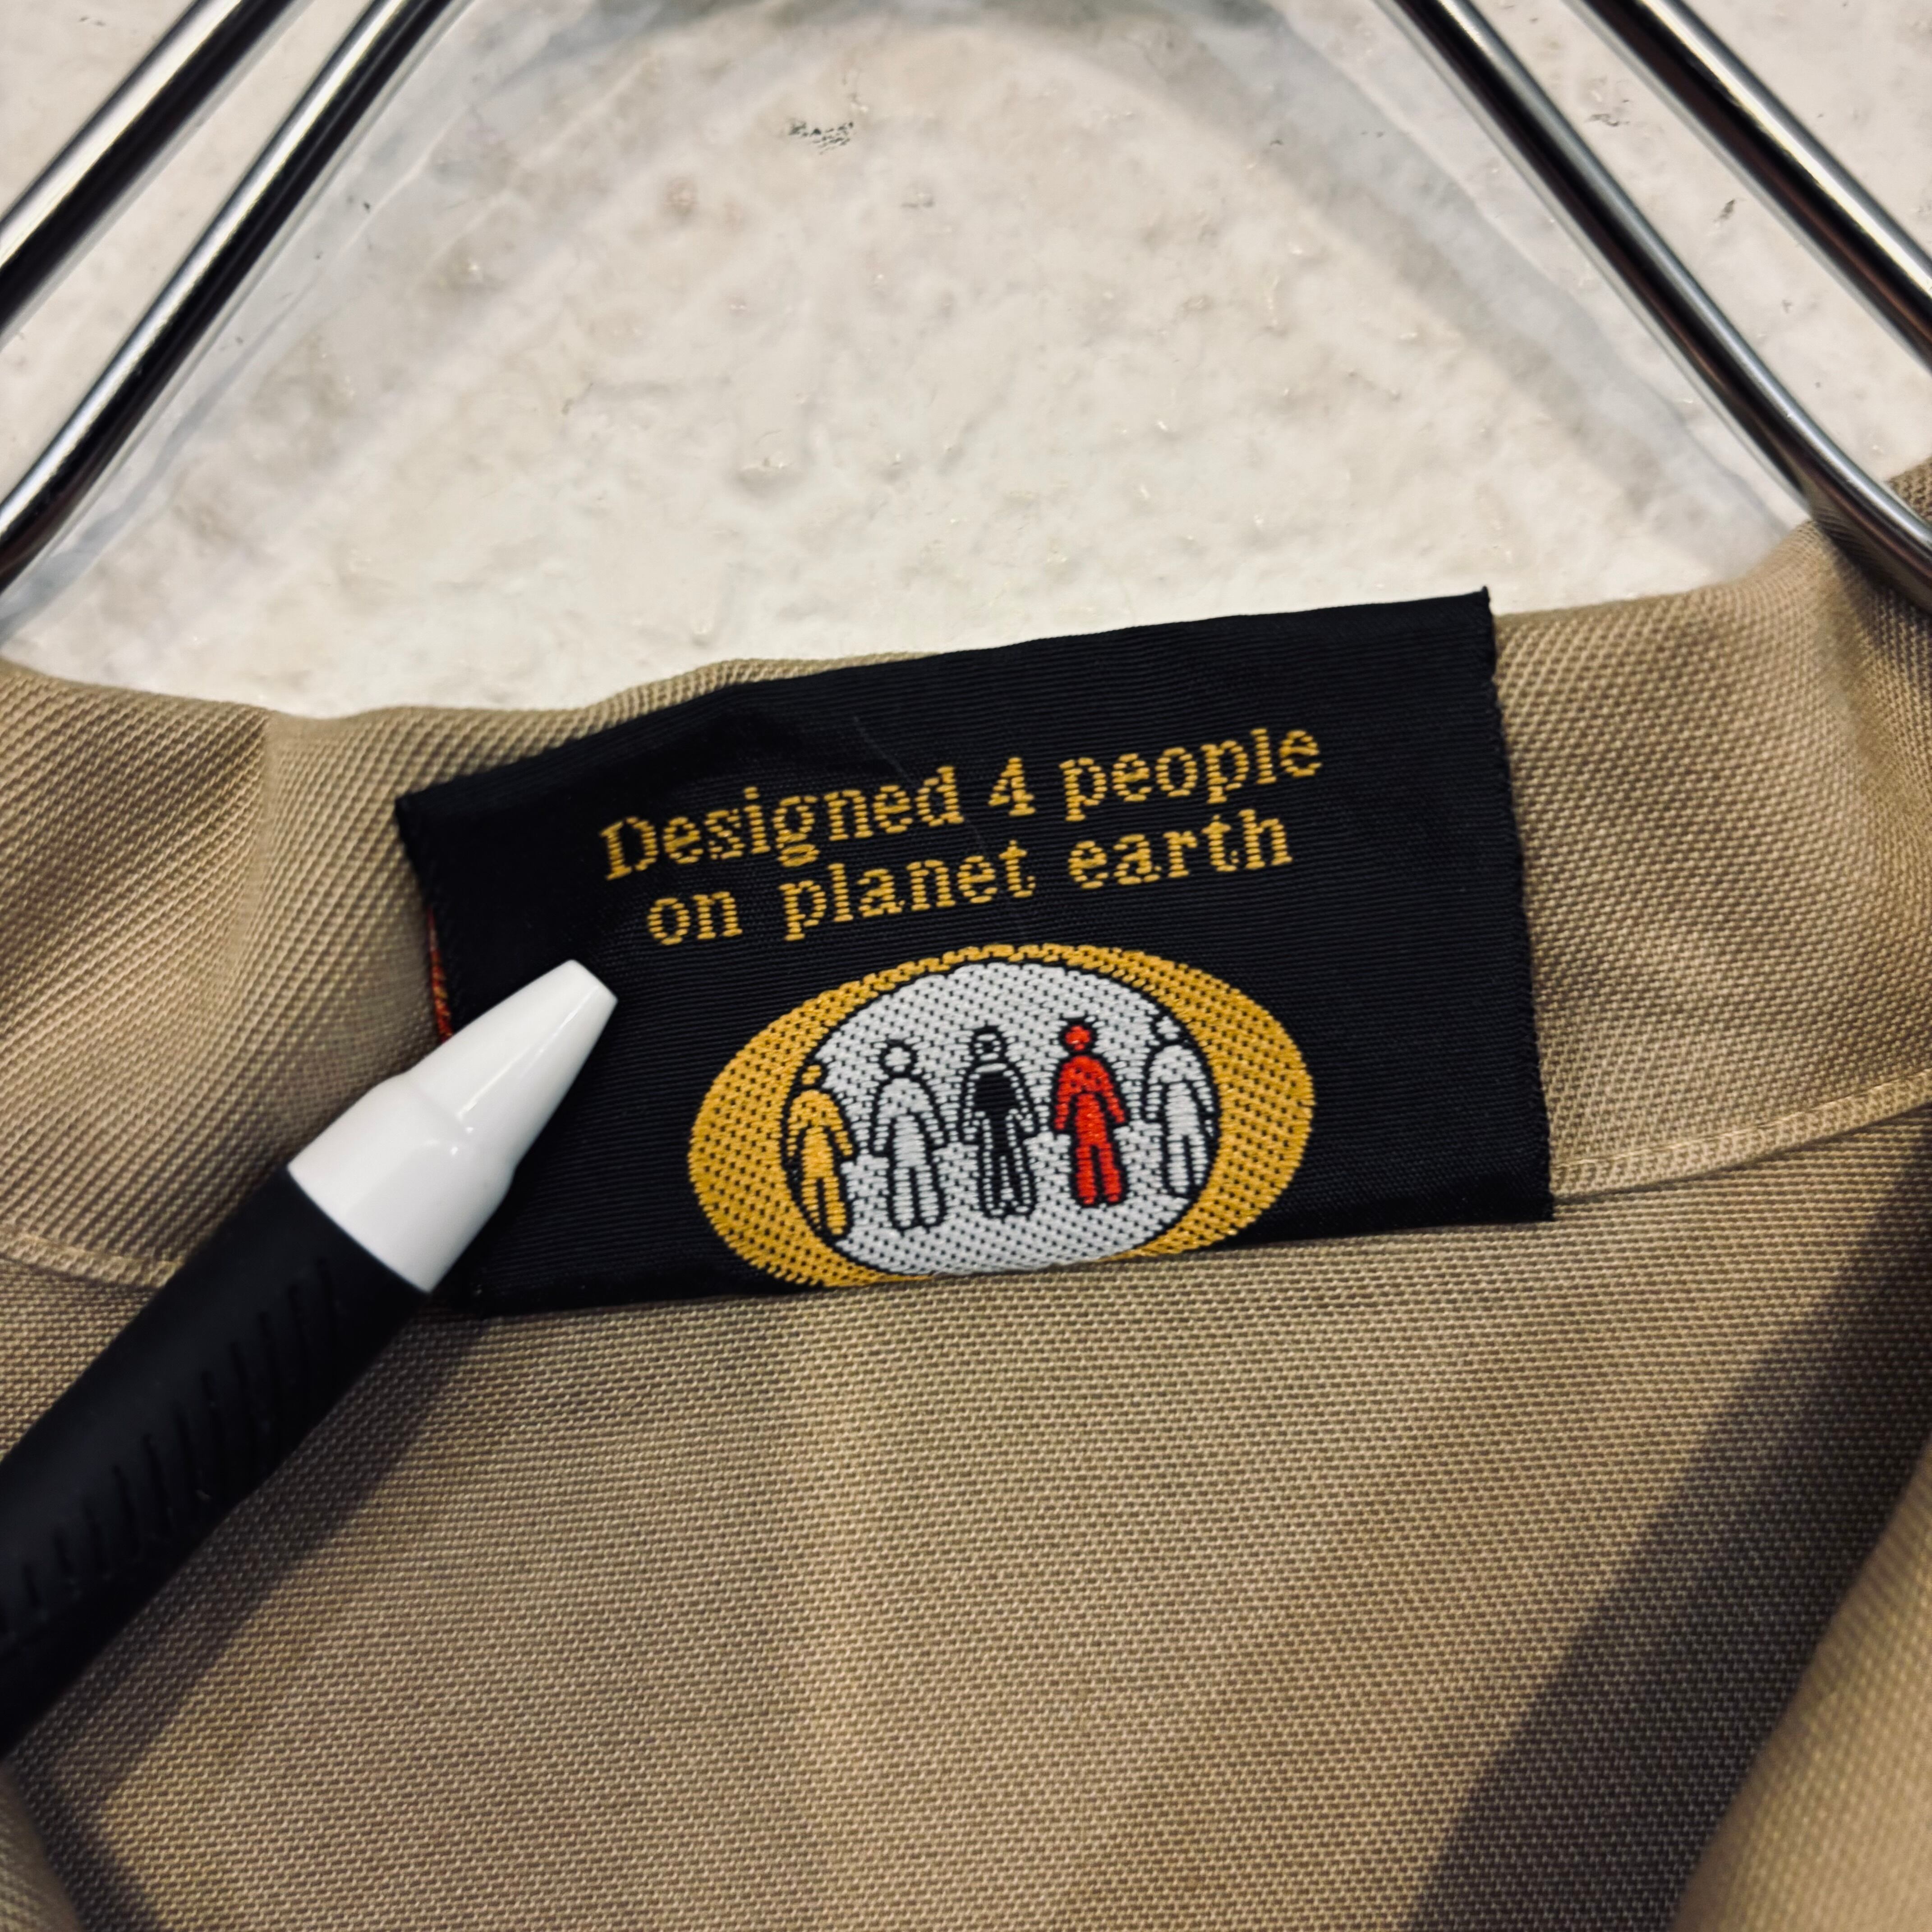 Designed 4 people
on planet earth